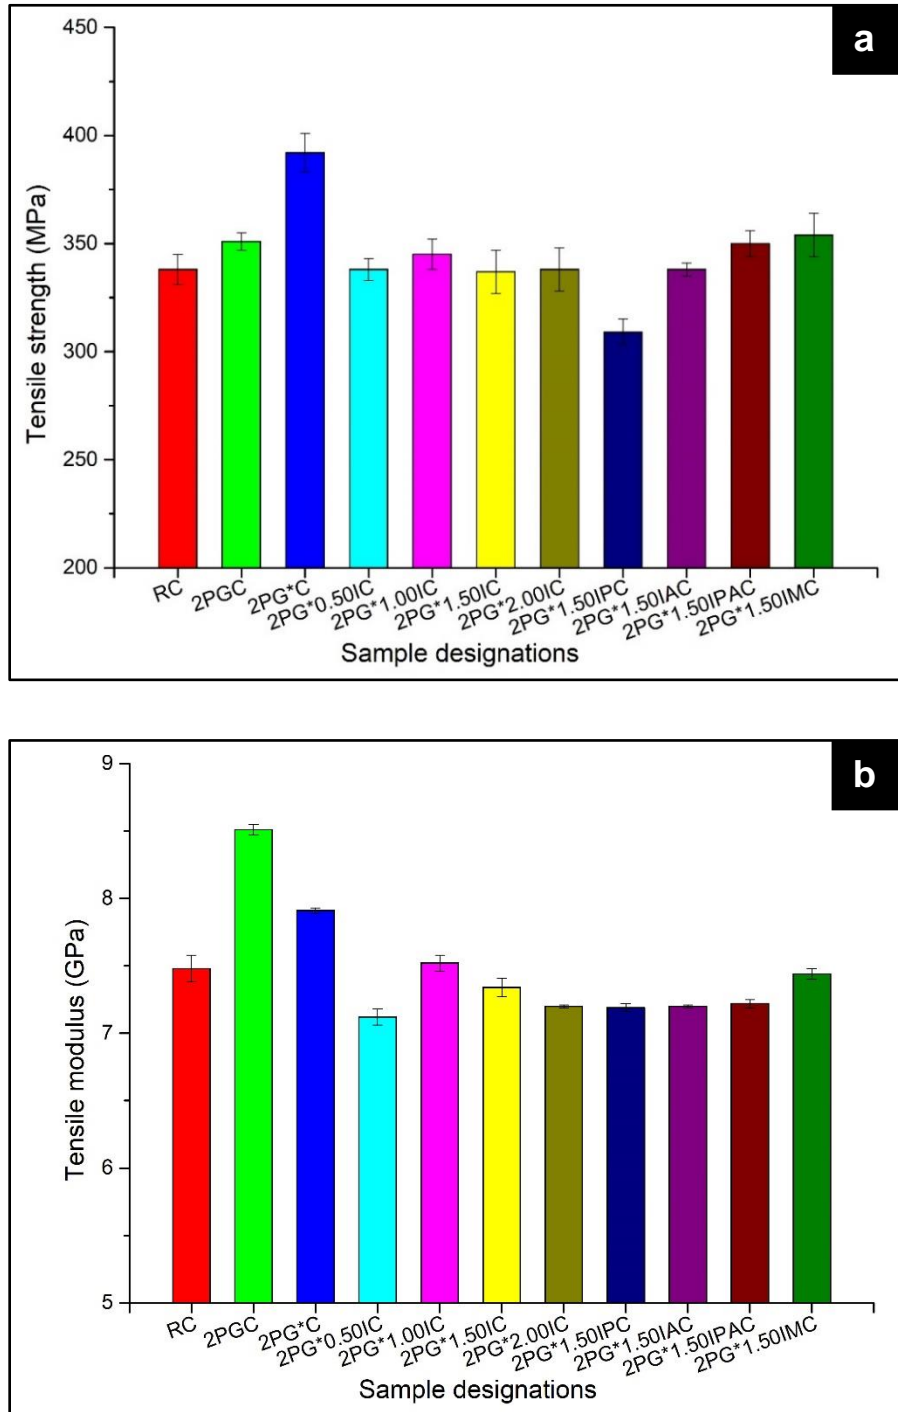 a
450
400
350
300
250
200
Tensile strength (MPa)
RC
2PGC
2PG*C
2PG*0.50IC
2PG*1.00IC
2PG*1.50IC
2PG*2.00IC
2PG*1.50IPC
2PG*1.50IAC
2PG*1.50IPAC
2PG*1.50IMC
Sample designations
b
9
8
7
6
5
Tensile modulus (GPa)
RC
2PGC
2PG*C
2PG*0.50IC
2PG*1.00IC
2PG*1.50IC
2PG*2.00IC
2PG*1.50IPC
2PG*1.50IAC
2PG*1.50IPAC
2PG*1.50IMC
Sample designations